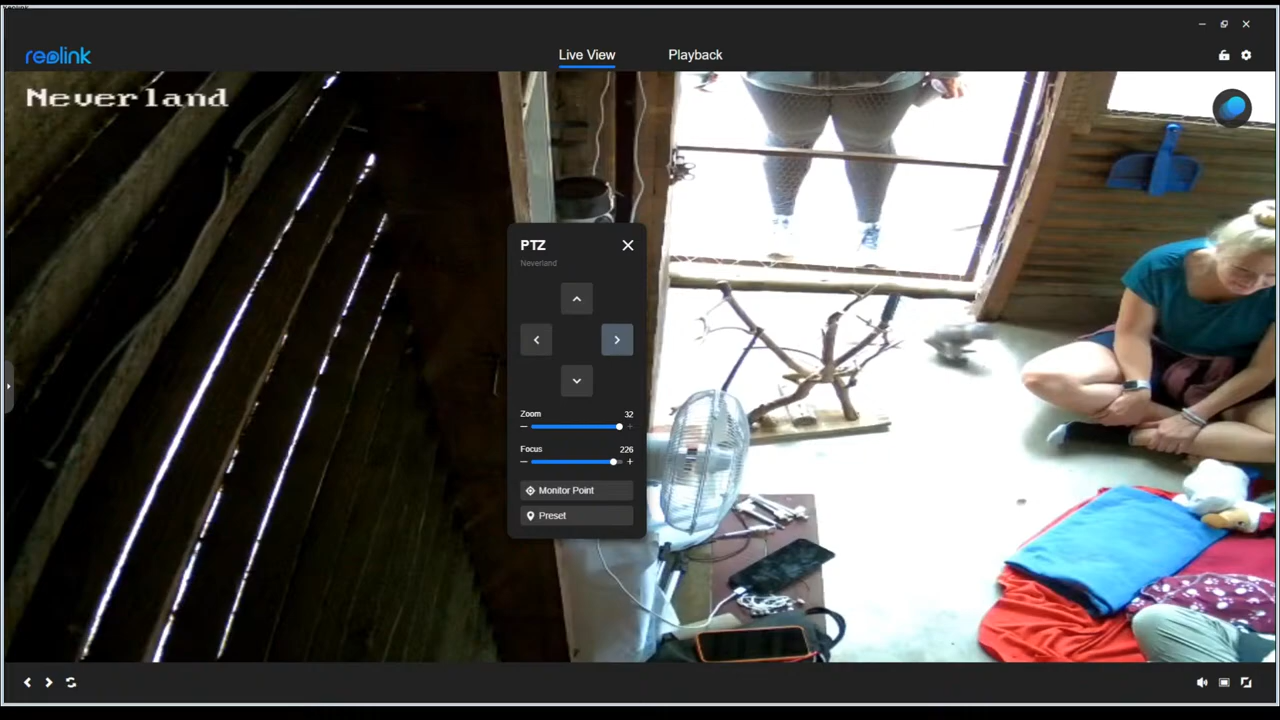 reolink
Live View
Playback
Neverland
PTZ
Neverland
Zoom 32
Focus 226
Monitor Point
Preset